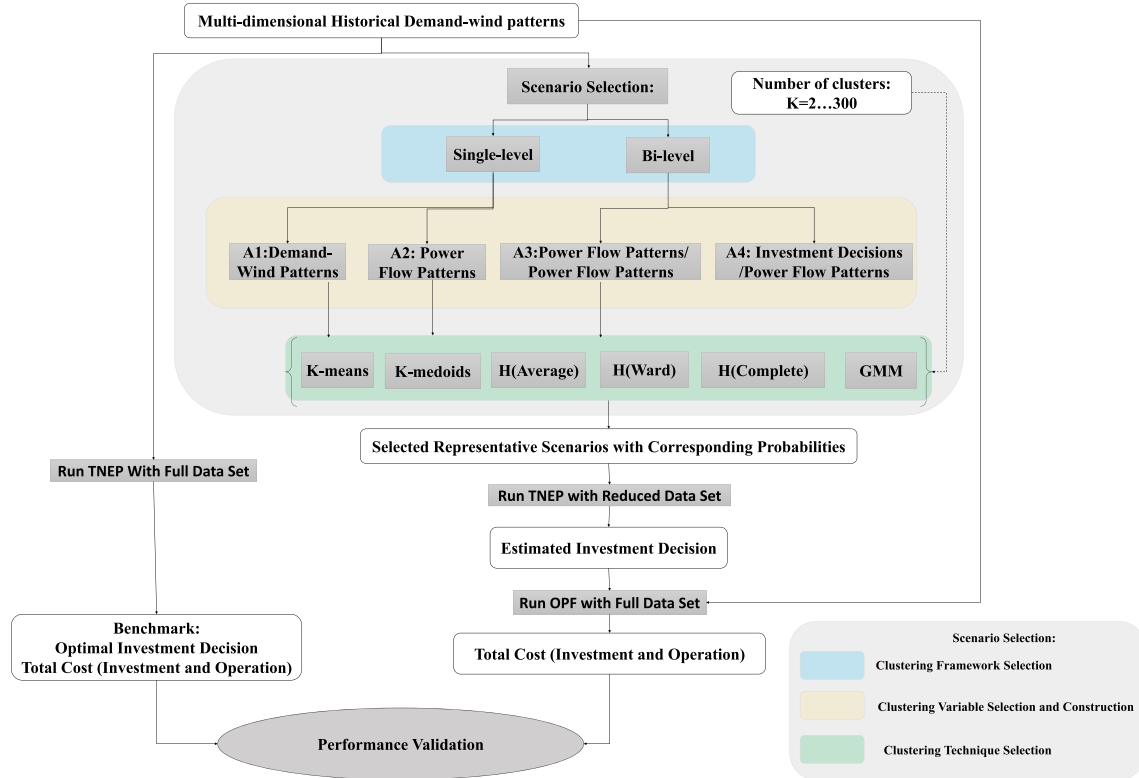 Multi-dimensional Historical Demand-wind patterns
Scenario Selection:
Number of clusters:
K=2...300
Single-level
Bi-level
A1:Demand-
Wind Patterns
A2: Power
Flow Patterns
A3:Power Flow Patterns/
Power Flow Patterns
A4: Investment Decisions
/Power Flow Patterns
K-means
K-medoids
H(Average)
H(Ward)
H(Complete)
GMM
Selected Representative Scenarios with Corresponding Probabilities
Run TNEP With Full Data Set
Run TNEP with Reduced Data Set
Estimated Investment Decision
Run OPF with Full Data Set
Benchmark:
Optimal Investment Decision
Total Cost (Investment and Operation)
Total Cost (Investment and Operation)
Performance Validation
Scenario Selection:
Clustering Framework Selection
Clustering Variable Selection and Construction
Clustering Technique Selection